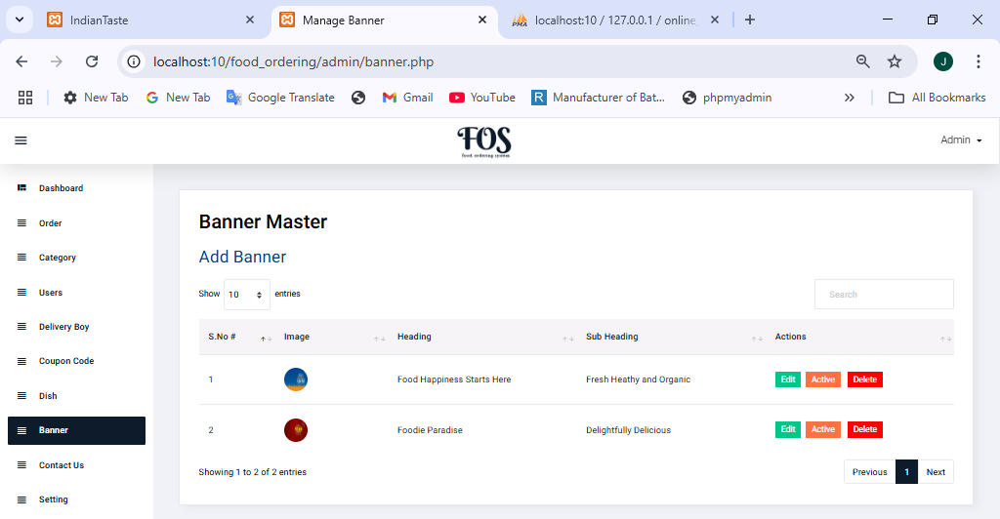 IndianTaste
Manage Banner
localhost:10 / 127.0.0.1 / online_
localhost:10/food_ordering/admin/banner.php
J
New Tab
New Tab
Google Translate
Gmail
YouTube
R Manufacturer of Bat...
phpmyadmin
All Bookmarks
FOS
food ordering system
Admin
Dashboard
Order
Category
Users
Delivery Boy
Coupon Code
Dish
Banner
Contact Us
Setting
Banner Master
Add Banner
Show 10 entries
Search
S.No # Image Heading Sub Heading Actions
1 Food Happiness Starts Here Fresh Heathy and Organic Edit Active Delete
2 Foodie Paradise Delightfully Delicious Edit Active Delete
Showing 1 to 2 of 2 entries
Previous 1 Next